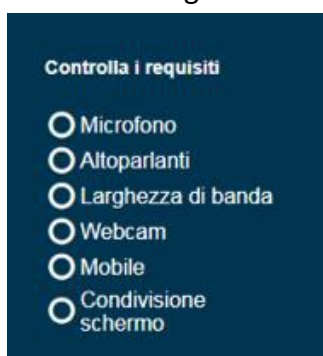 Controlla i requisiti
Microfono
Altoparlanti
Larghezza di banda
Webcam
Mobile
Condivisione
schermo